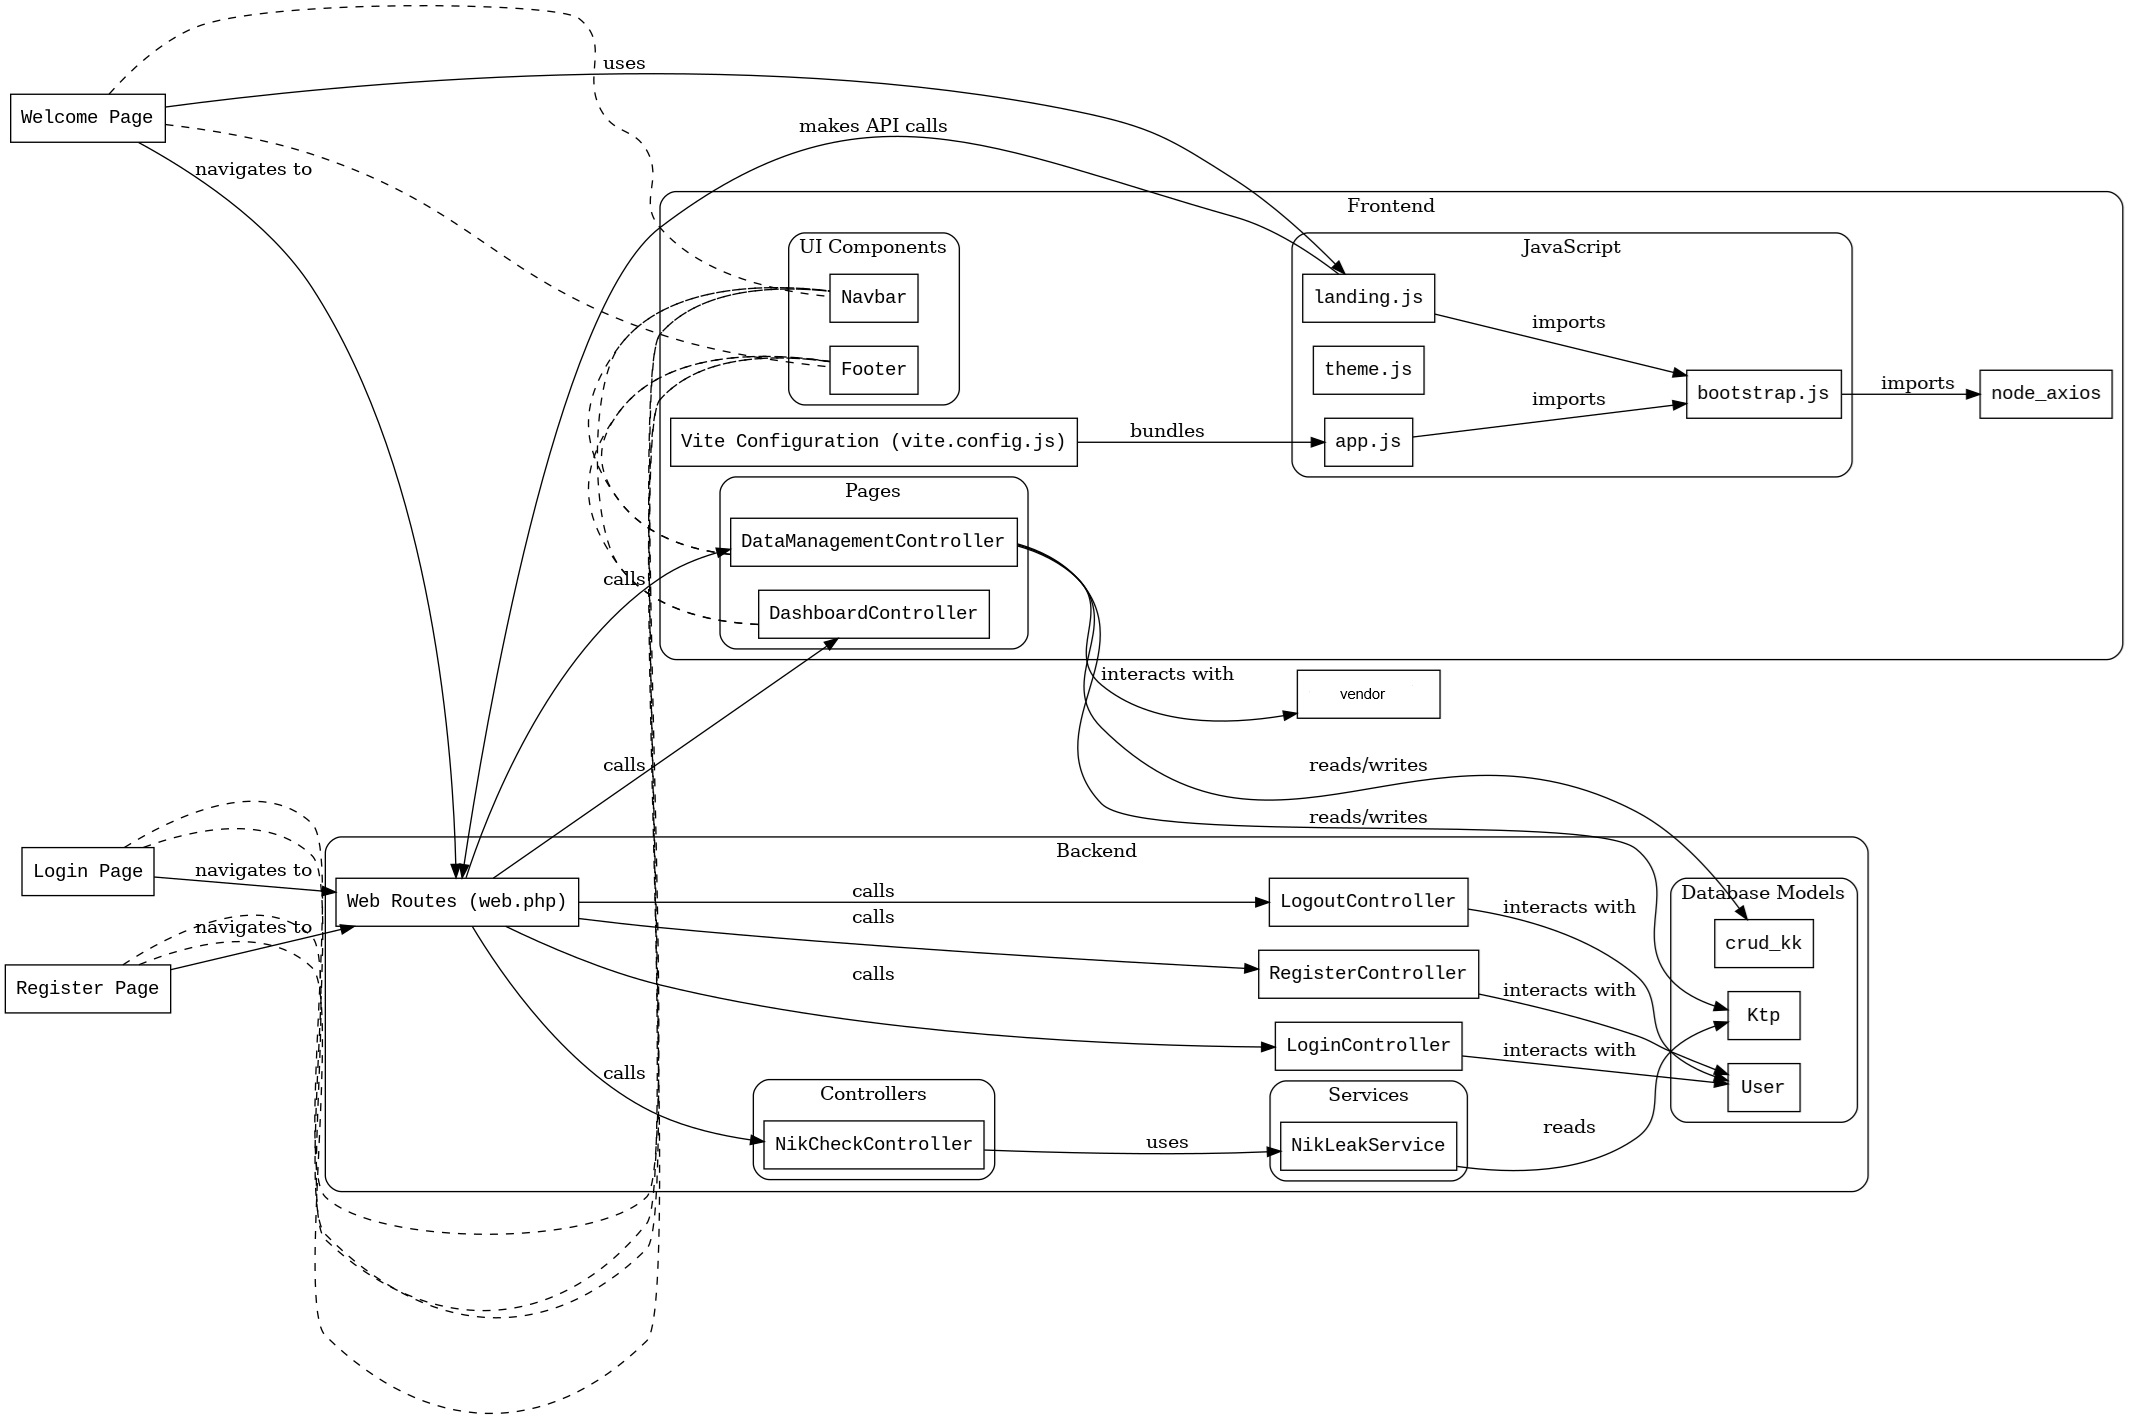 uses
Welcome Page
makes API calls
navigates to
Frontend
UI Components
JavaScript
Navbar
landing.js
imports
Footer
theme.js
bootstrap.js
imports
node_axios
imports
Vite Configuration (vite.config.js)
bundles
app.js
Pages
DataManagementController
calls
DashboardController
interacts with
vendor
calls
reads/writes
reads/writes
Backend
Login Page
navigates to
Web Routes (web.php)
calls
LogoutController
interacts with
Database Models
calls
navigates to
crud_kk
Register Page
calls
RegisterController
interacts with
Ktp
LoginController
interacts with
calls
User
Controllers
Services
reads
NikCheckController
uses
NikLeakService